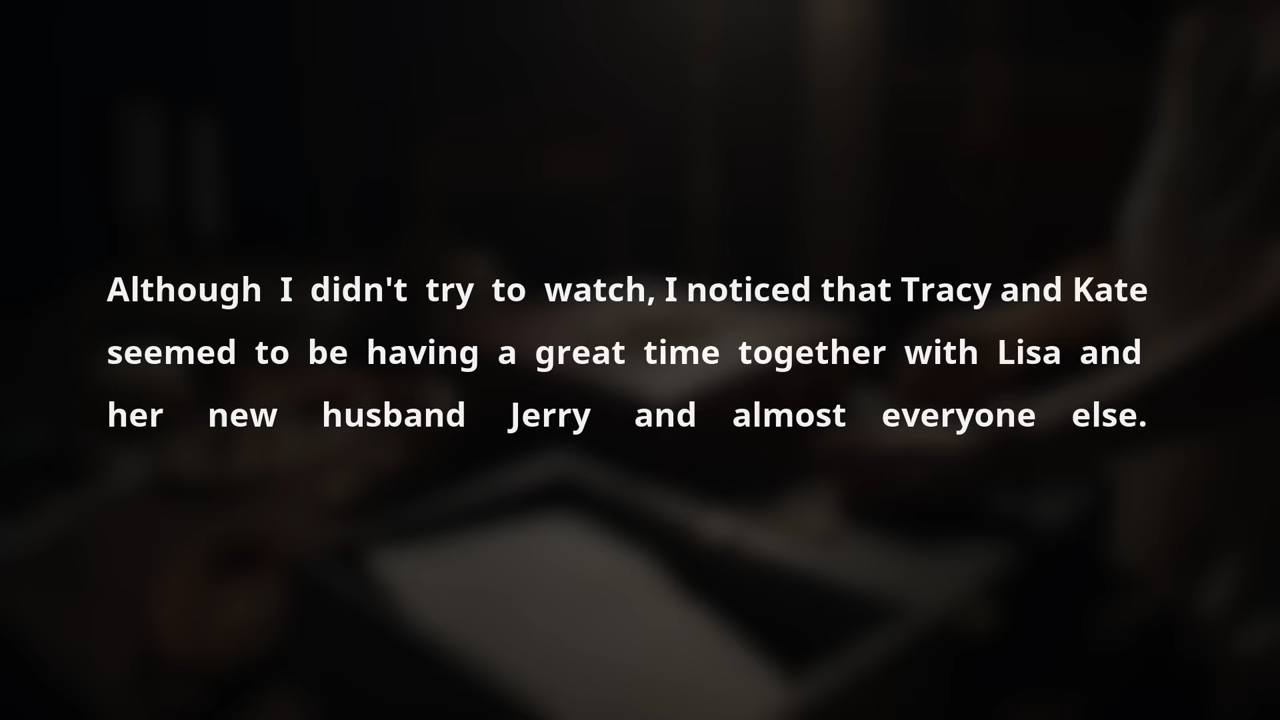 Although I didn't try to watch, I noticed that Tracy and Kate
seemed to be having a great time together with Lisa and
her new husband Jerry and almost everyone else.